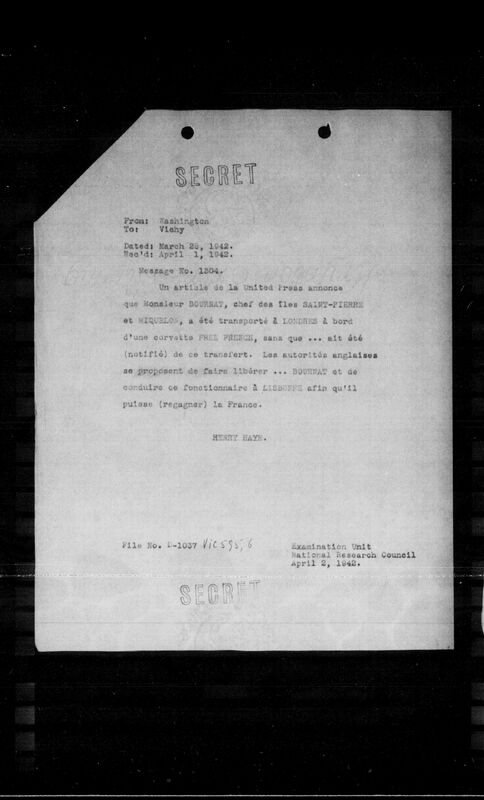 SECRET
From: Washington
To: Vichy
Dated: March 28, 1942.
Rec'd: April 1, 1942.
Message No. 1304.
Un article de la United Press annonce
que Monsieur BOURNAT, chef des îles SAINT-PIERRE
et MIQUELON, a été transporté à LONDRES à bord
d'une corvette FREE FRENCH, sans que ... ait été
(notifié) de ce transfert. Les autorités anglaises
se proposent de faire libérer ... BOURNAT et de
conduire ce fonctionnaire à LISBONNE afin qu'il
puisse (regagner) la France.
HENRY HAYE.
File No. D-1037 VIC 595,6
Examination Unit
National Research Council
April 2, 1942.
SECRET